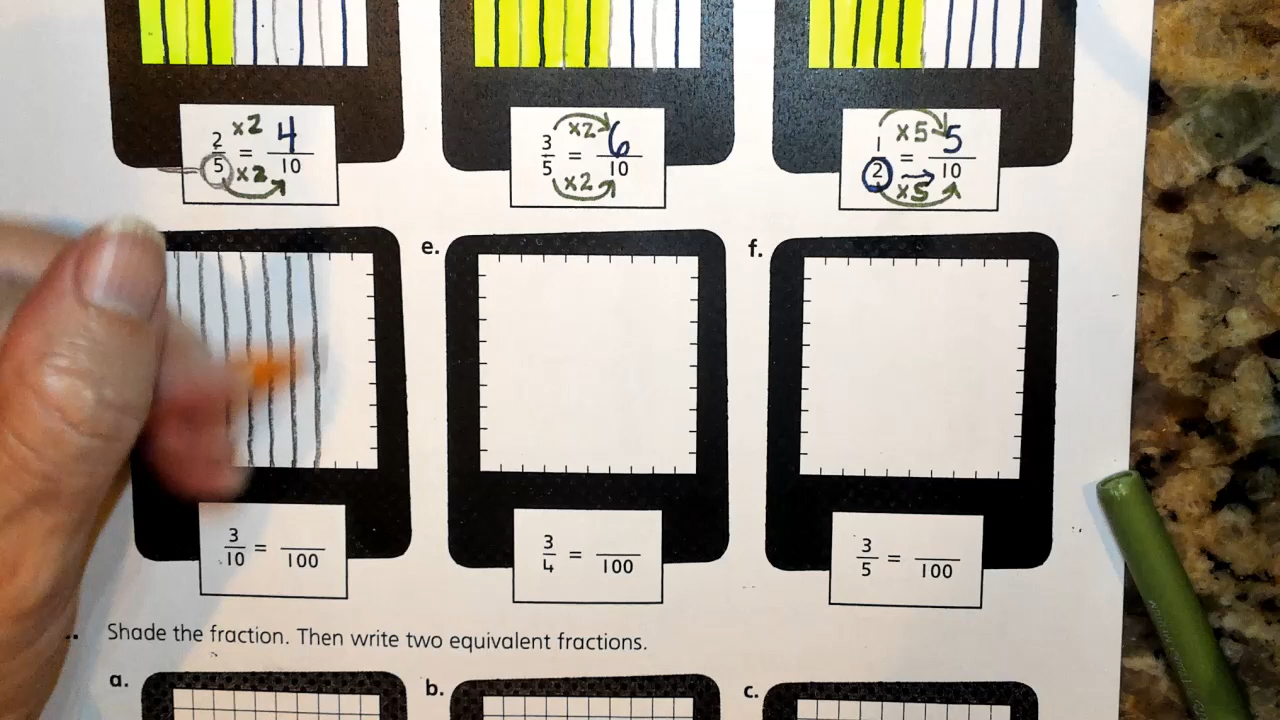 ×2 ×2 ×5
2/5 = 4/10 3/5 = 6/10 1/2 = 5/10
×2 ×2 ×5
e. f.
3/10 = /100 3/4 = /100 3/5 = /100
Shade the fraction. Then write two equivalent fractions.
a. b. c.